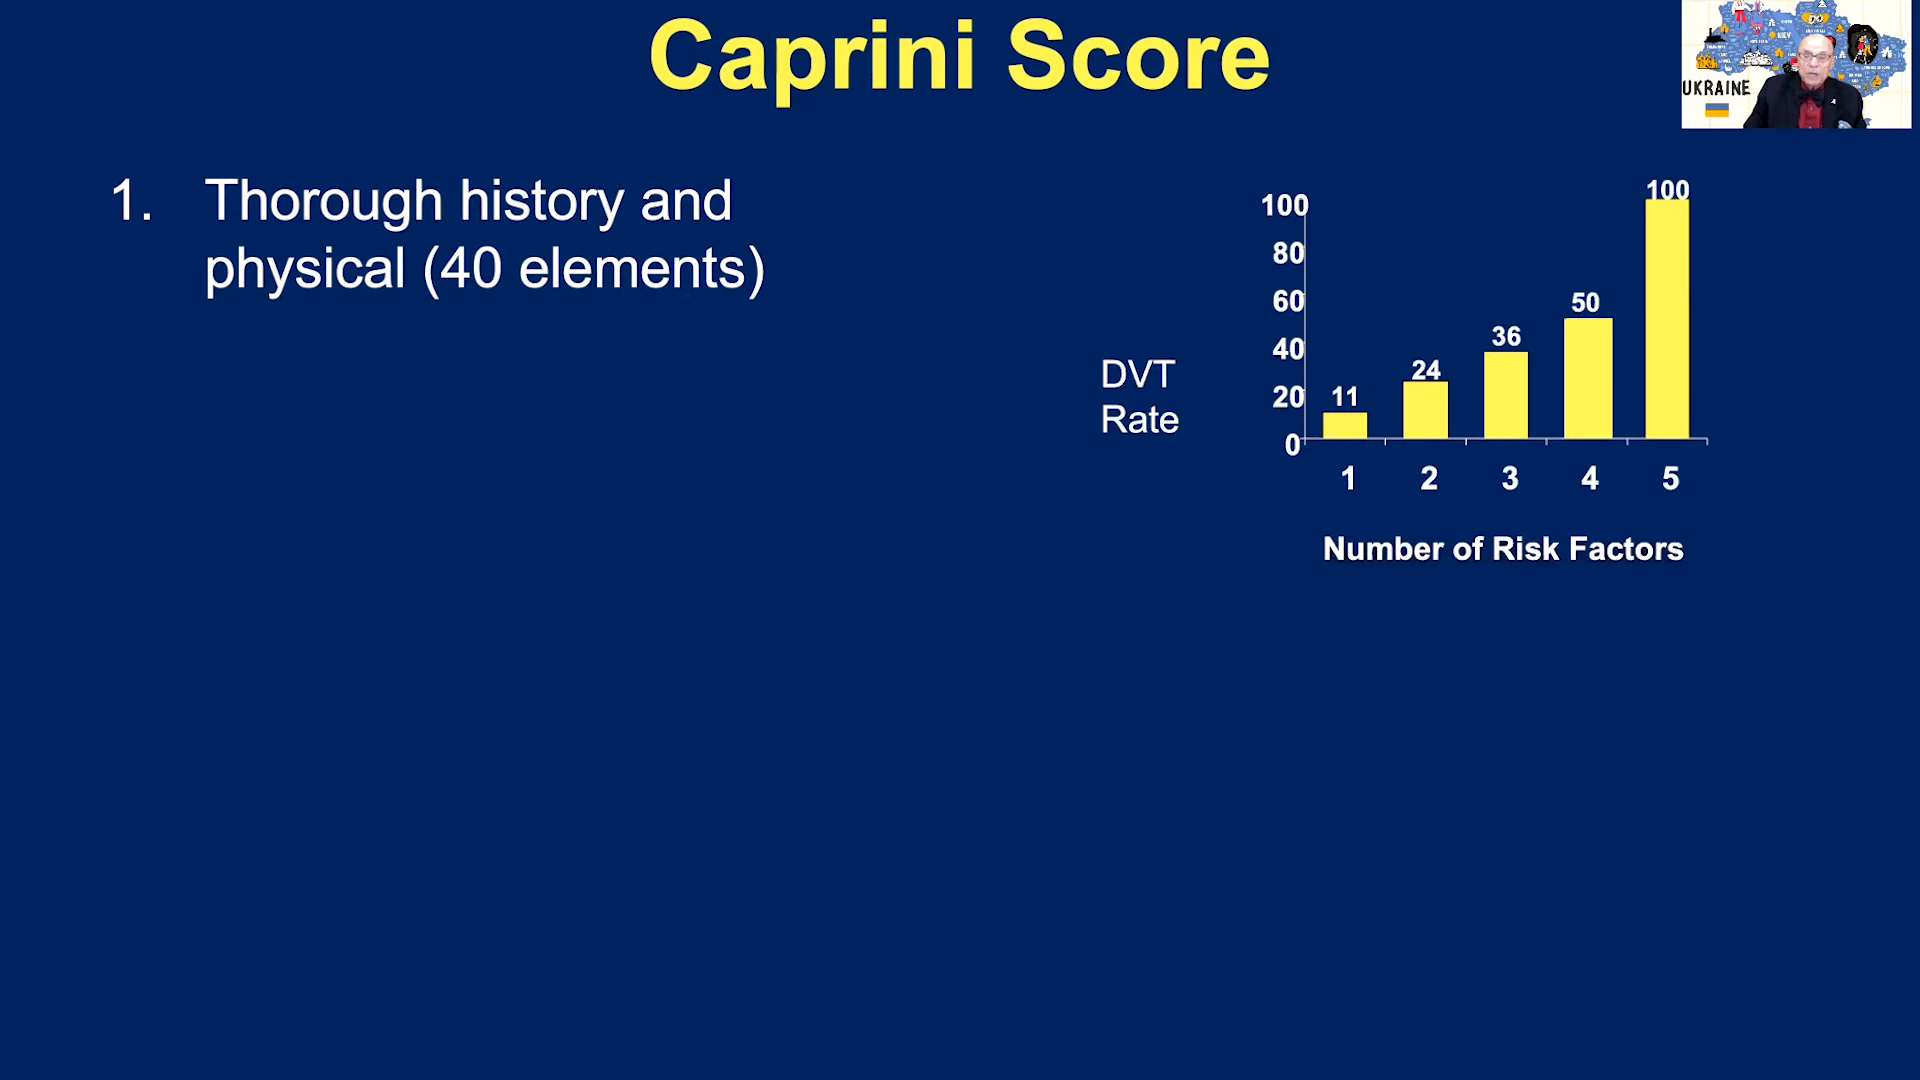 Caprini Score
UKRAINE
KIEV
1. Thorough history and
physical (40 elements)
DVT
Rate
100
80
60
40
20
0
11
24
36
50
100
1 2 3 4 5
Number of Risk Factors